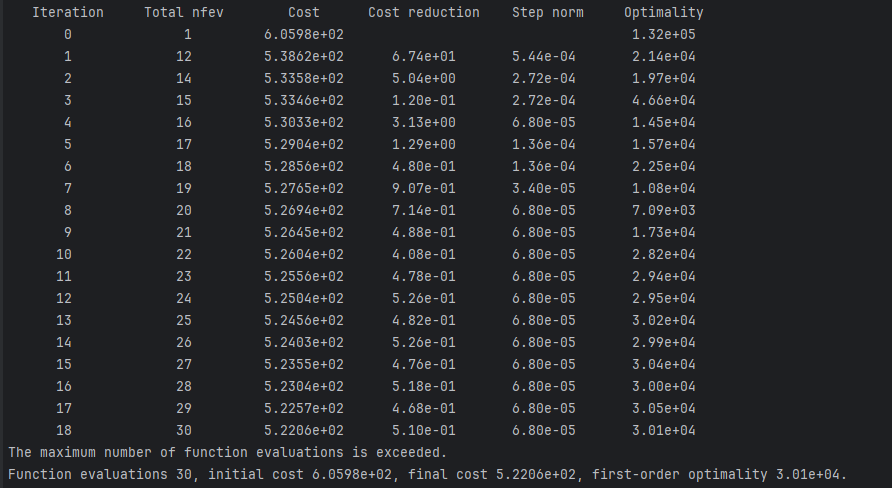 Iteration Total nfev Cost Cost reduction Step norm Optimality
0 1 6.0598e+02 1.32e+05
1 12 5.3862e+02 6.74e+01 5.44e-04 2.14e+04
2 14 5.3358e+02 5.04e+00 2.72e-04 1.97e+04
3 15 5.3346e+02 1.20e-01 2.72e-04 4.66e+04
4 16 5.3033e+02 3.13e+00 6.80e-05 1.45e+04
5 17 5.2904e+02 1.29e+00 1.36e-04 1.57e+04
6 18 5.2856e+02 4.80e-01 1.36e-04 2.25e+04
7 19 5.2765e+02 9.07e-01 3.40e-05 1.08e+04
8 20 5.2694e+02 7.14e-01 6.80e-05 7.09e+03
9 21 5.2645e+02 4.88e-01 6.80e-05 1.73e+04
10 22 5.2604e+02 4.08e-01 6.80e-05 2.82e+04
11 23 5.2556e+02 4.78e-01 6.80e-05 2.94e+04
12 24 5.2504e+02 5.26e-01 6.80e-05 2.95e+04
13 25 5.2456e+02 4.82e-01 6.80e-05 3.02e+04
14 26 5.2403e+02 5.26e-01 6.80e-05 2.99e+04
15 27 5.2355e+02 4.76e-01 6.80e-05 3.04e+04
16 28 5.2304e+02 5.18e-01 6.80e-05 3.00e+04
17 29 5.2257e+02 4.68e-01 6.80e-05 3.05e+04
18 30 5.2206e+02 5.10e-01 6.80e-05 3.01e+04
The maximum number of function evaluations is exceeded.
Function evaluations 30, initial cost 6.0598e+02, final cost 5.2206e+02, first-order optimality 3.01e+04.